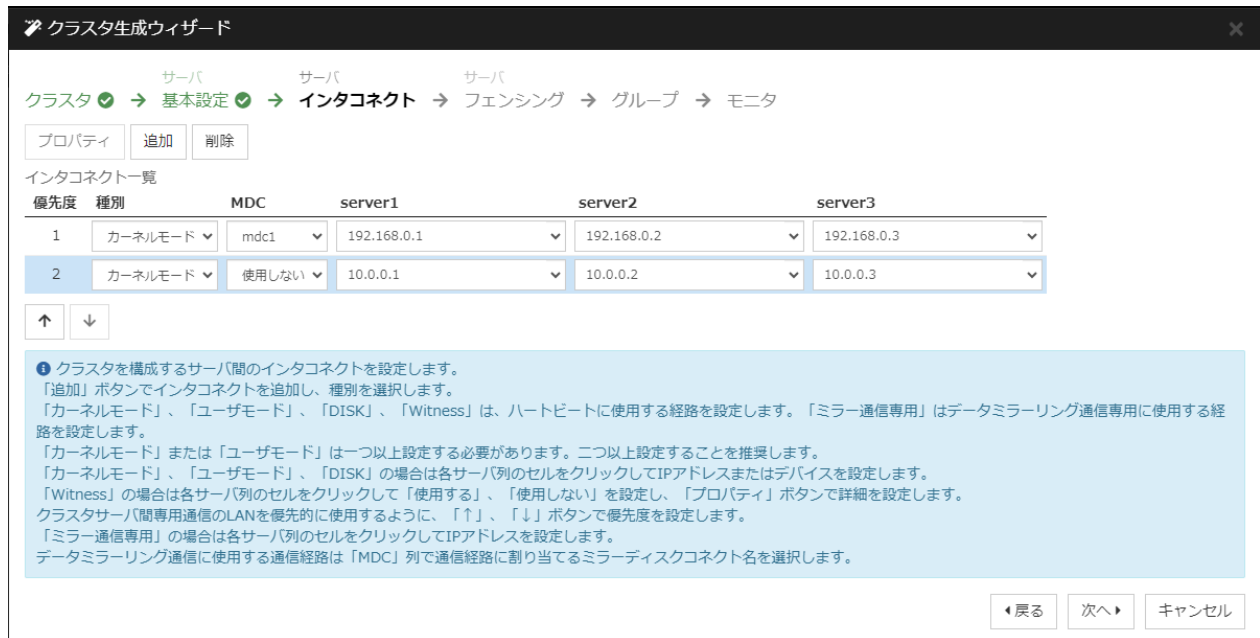 クラスタ生成ウィザード
サーバ サーバ サーバ
クラスタ → 基本設定 → インタコネクト → フェンシング → グループ → モニタ
プロパティ 追加 削除
インタコネクト一覧
優先度 種別 MDC server1 server2 server3
1 カーネルモード mdc1 192.168.0.1 192.168.0.2 192.168.0.3
2 カーネルモード 使用しない 10.0.0.1 10.0.0.2 10.0.0.3
↑ ↓
クラスタを構成するサーバ間のインタコネクトを設定します。
「追加」ボタンでインタコネクトを追加し、種別を選択します。
「カーネルモード」、「ユーザモード」、「DISK」、「Witness」は、ハートビートに使用する経路を設定します。「ミラー通信専用」はデータミラーリング通信専用に使用する経
路を設定します。
「カーネルモード」または「ユーザモード」は一つ以上設定する必要があります。二つ以上設定することを推奨します。
「カーネルモード」、「ユーザモード」、「DISK」の場合は各サーバ列のセルをクリックしてIPアドレスまたはデバイスを設定します。
「Witness」の場合は各サーバ列のセルをクリックして「使用する」、「使用しない」を設定し、「プロパティ」ボタンで詳細を設定します。
クラスタサーバ間専用通信のLANを優先的に使用するように、「↑」、「↓」ボタンで優先度を設定します。
「ミラー通信専用」の場合は各サーバ列のセルをクリックしてIPアドレスを設定します。
データミラーリング通信に使用する通信経路は「MDC」列で通信経路に割り当てるミラーディスクコネクト名を選択します。
戻る 次へ キャンセル